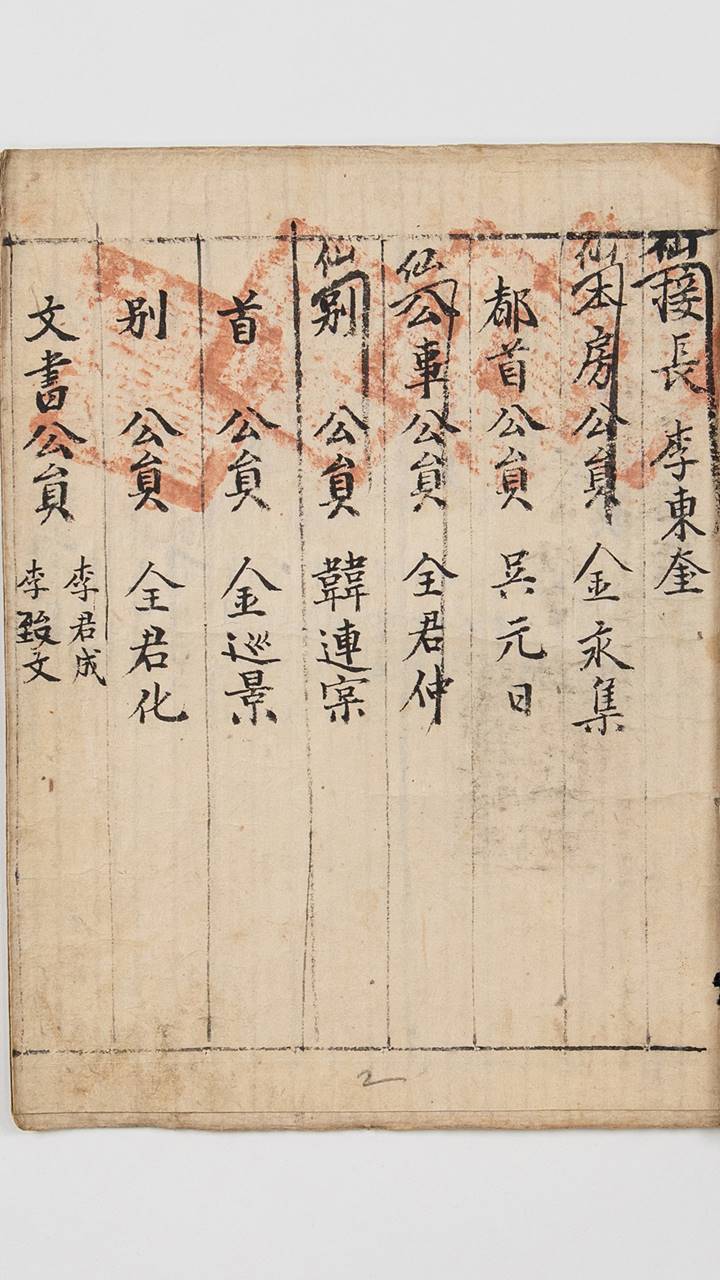 仙接長 李東奎
仙本房公員 金永集
都首公員 吳元日
仙公事公員 全君仲
仙別 公員 韓連
首 公員 金巡景
別 公員 全君化
文書公員 李君成
李致文
2